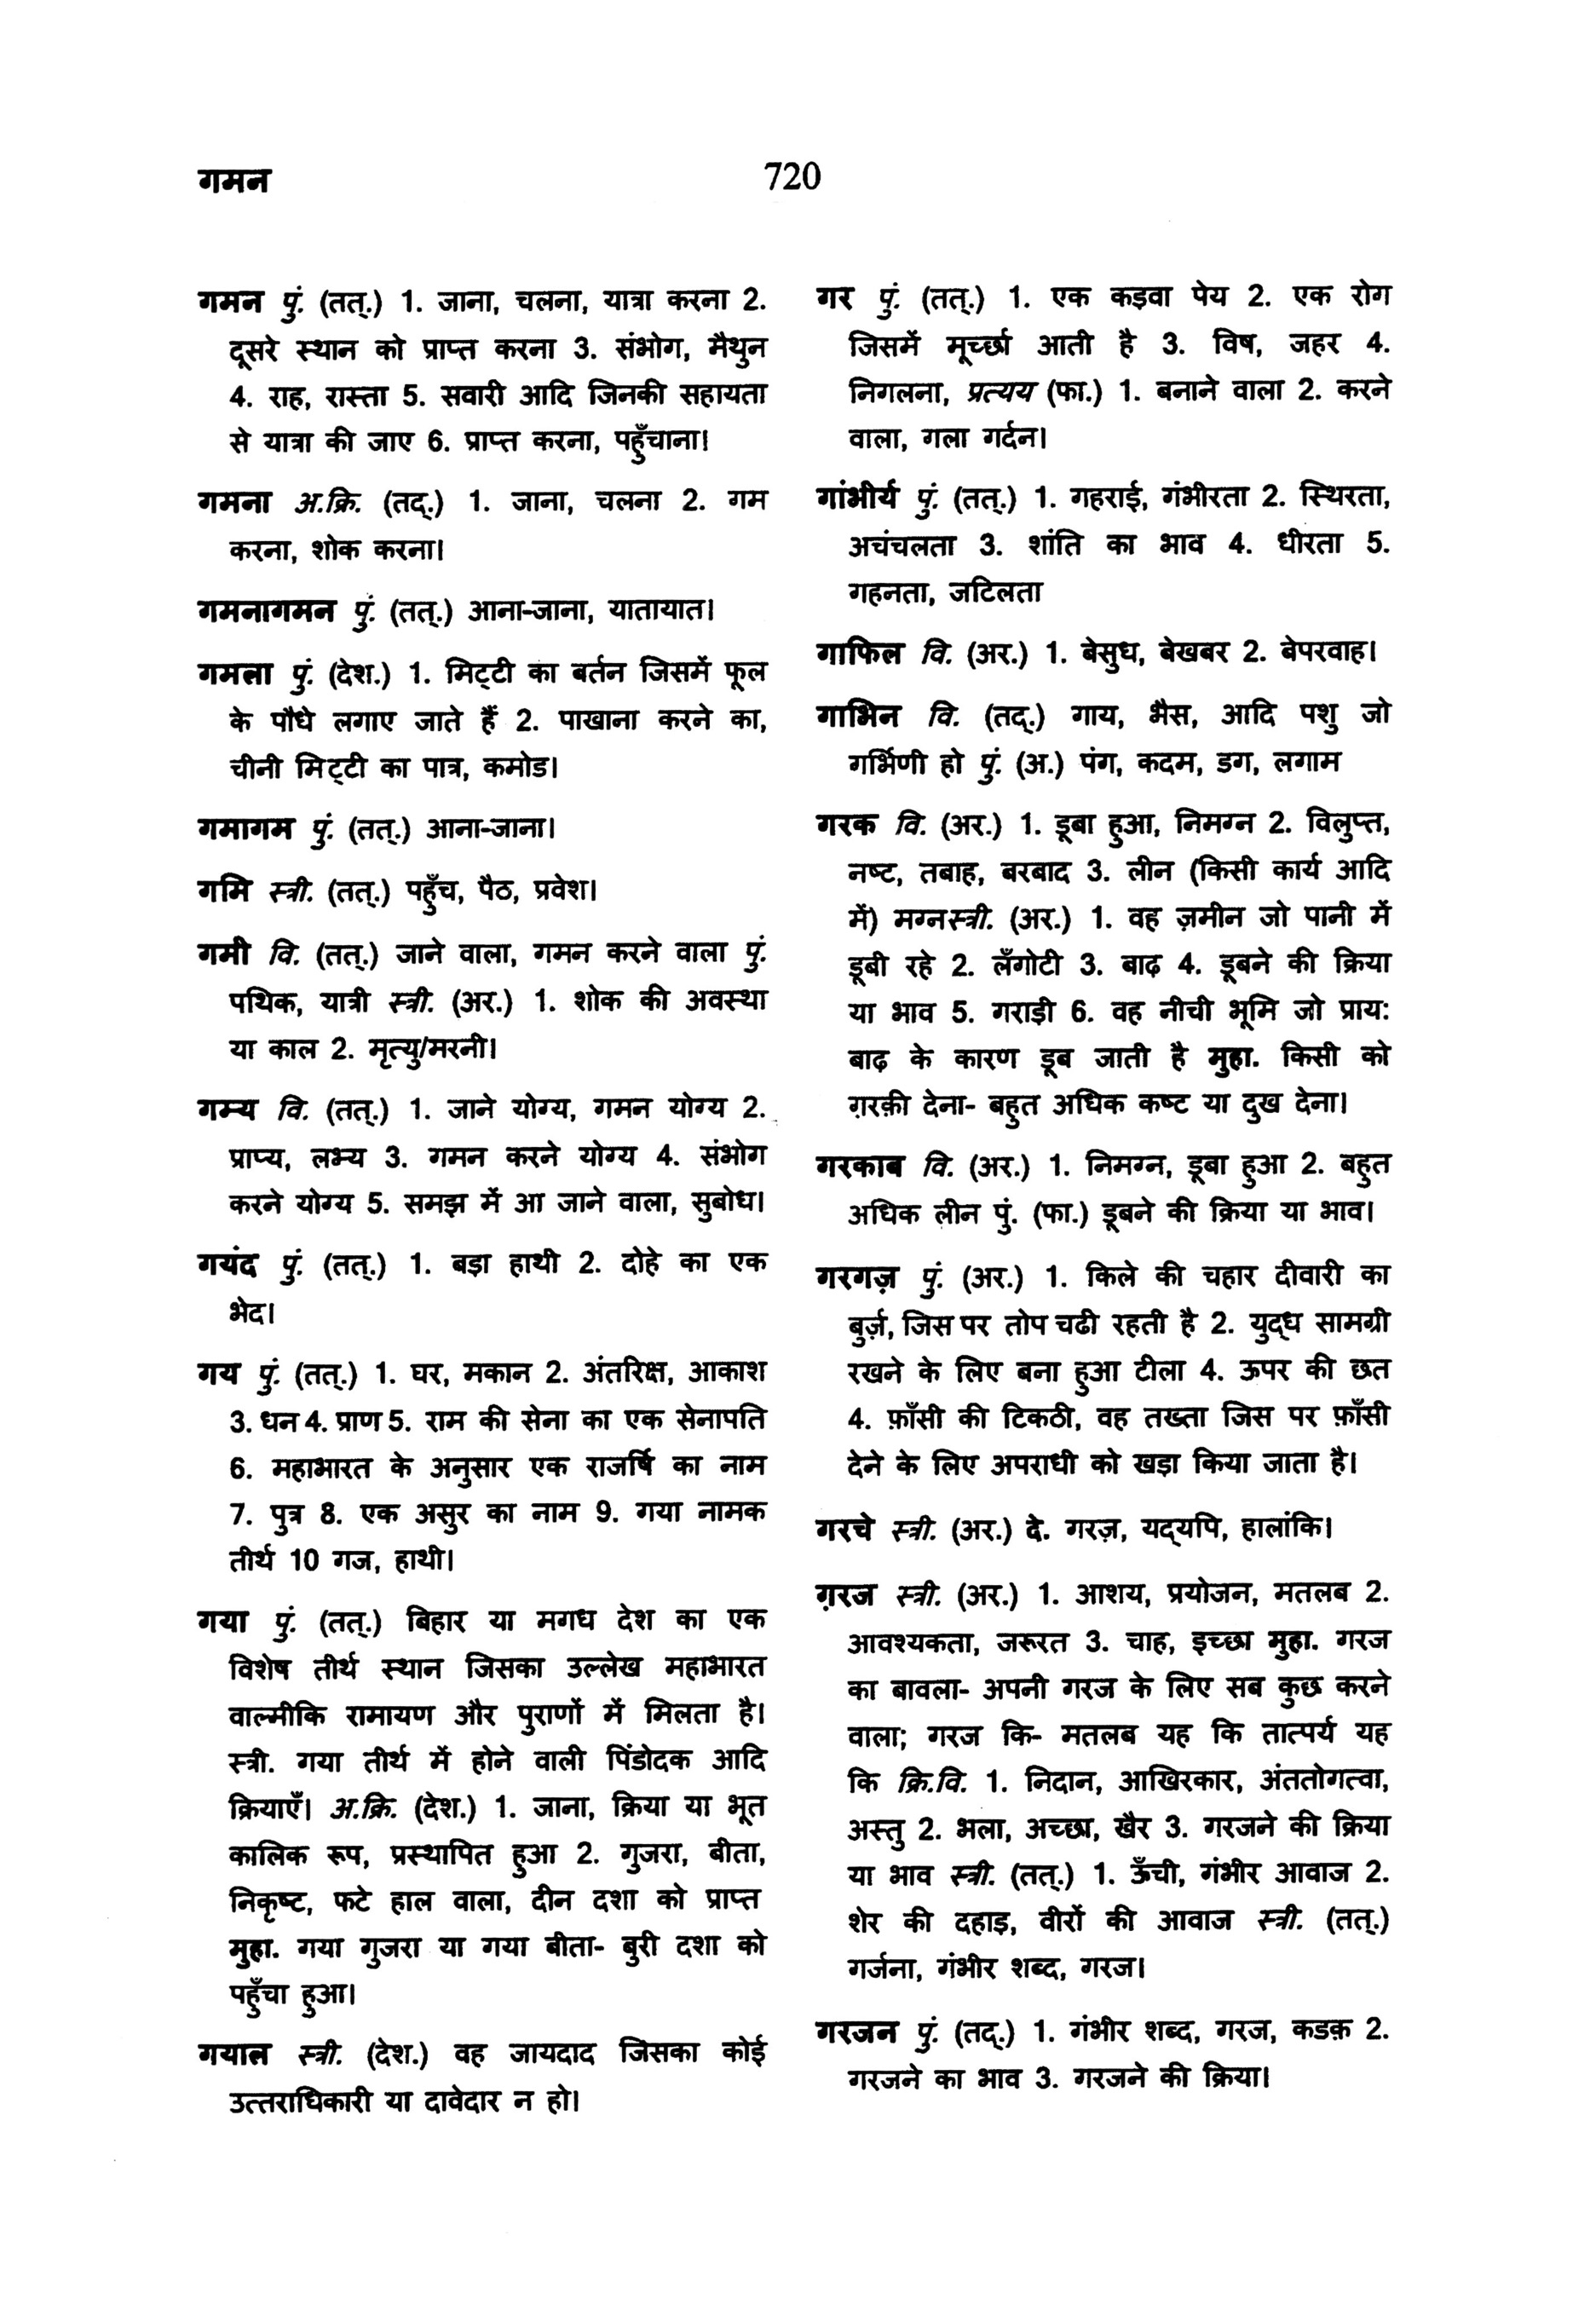 गमन
720
गमन पुं. (तत्.) 1. जाना, चलना, यात्रा करना 2.
दूसरे स्थान को प्राप्त करना 3. संभोग, मैथुन
4. राह, रास्ता 5. सवारी आदि जिनकी सहायता
से यात्रा की जाए 6. प्राप्त करना, पहुँचाना।
गमना अ.क्रि. (तद्.) 1. जाना, चलना 2. गम
करना, शोक करना।
गमनागमन पुं. (तत्.) आना-जाना, यातायात।
गमला पुं. (देश.) 1. मिट्टी का बर्तन जिसमें फूल
के पौधे लगाए जाते हैं 2. पाखाना करने का,
चीनी मिट्टी का पात्र, कमोड।
गमागम पुं. (तत्.) आना-जाना।
गमि स्त्री. (तत्.) पहुँच, पैठ, प्रवेश।
गमी वि. (तत्.) जाने वाला, गमन करने वाला पुं.
पथिक, यात्री स्त्री. (अर.) 1. शोक की अवस्था
या काल 2. मृत्यु/मरनी।
गम्य वि. (तत्.) 1. जाने योग्य, गमन योग्य 2.
प्राप्य, लभ्य 3. गमन करने योग्य 4. संभोग
करने योग्य 5. समझ में आ जाने वाला, सुबोध।
गयंद पुं. (तत्.) 1. बड़ा हाथी 2. दोहे का एक
भेद।
गय पुं. (तत्.) 1. घर, मकान 2. अंतरिक्ष, आकाश
3. धन 4. प्राण 5. राम की सेना का एक सेनापति
6. महाभारत के अनुसार एक राजर्षि का नाम
7. पुत्र 8. एक असुर का नाम 9. गया नामक
तीर्थ 10 गज, हाथी।
गया पुं. (तत्.) बिहार या मगध देश का एक
विशेष तीर्थ स्थान जिसका उल्लेख महाभारत
वाल्मीकि रामायण और पुराणों में मिलता है।
स्त्री. गया तीर्थ में होने वाली पिंडोदक आदि
क्रियाएँ। अ.क्रि. (देश.) 1. जाना, क्रिया या भूत
कालिक रूप, प्रस्थापित हुआ 2. गुजरा, बीता,
निकृष्ट, फटे हाल वाला, दीन दशा को प्राप्त
मुहा. गया गुजरा या गया बीता- बुरी दशा को
पहुँचा हुआ।
गयाल स्त्री. (देश.) वह जायदाद जिसका कोई
उत्तराधिकारी या दावेदार न हो।
गर पुं. (तत्.) 1. एक कड़वा पेय 2. एक रोग
जिसमें मूर्च्छा आती है 3. विष, जहर 4.
निगलना, प्रत्यय (फा.) 1. बनाने वाला 2. करने
वाला, गला गर्दन।
गांभीर्य पुं. (तत्.) 1. गहराई, गंभीरता 2. स्थिरता,
अचंचलता 3. शांति का भाव 4. धीरता 5.
गहनता, जटिलता
गाफिल वि. (अर.) 1. बेसुध, बेखबर 2. बेपरवाह।
गाभिन वि. (तद्.) गाय, भैस, आदि पशु जो
गर्भिणी हो पुं. (अ.) पंग, कदम, डग, लगाम
गरक वि. (अर.) 1. डूबा हुआ, निमग्न 2. विलुप्त,
नष्ट, तबाह, बरबाद 3. लीन (किसी कार्य आदि
में) मग्नस्त्री. (अर.) 1. वह ज़मीन जो पानी में
डूबी रहे 2. लँगोटी 3. बाढ़ 4. डूबने की क्रिया
या भाव 5. गराड़ी 6. वह नीची भूमि जो प्राय:
बाढ़ के कारण डूब जाती है मुहा. किसी को
ग़रक़ी देना- बहुत अधिक कष्ट या दुख देना।
गरकाब वि. (अर.) 1. निमग्न, डूबा हुआ 2. बहुत
अधिक लीन पुं. (फा.) डूबने की क्रिया या भाव।
गरगज़ पुं. (अर.) 1. किले की चहार दीवारी का
बुर्ज़, जिस पर तोप चढी रहती है 2. युद्ध सामग्री
रखने के लिए बना हुआ टीला 4. ऊपर की छत
4. फ़ाँसी की टिकठी, वह तख्ता जिस पर फ़ाँसी
देने के लिए अपराधी को खड़ा किया जाता है।
गरचे स्त्री. (अर.) दे. गरज़, यद्यपि, हालांकि।
ग़रज स्त्री. (अर.) 1. आशय, प्रयोजन, मतलब 2.
आवश्यकता, जरूरत 3. चाह, इच्छा मुहा. गरज
का बावला- अपनी गरज के लिए सब कुछ करने
वाला; गरज कि- मतलब यह कि तात्पर्य यह
कि क्रि.वि. 1. निदान, आखिरकार, अंततोगत्वा,
अस्तु 2. भला, अच्छा, खैर 3. गरजने की क्रिया
या भाव स्त्री. (तत्.) 1. ऊँची, गंभीर आवाज 2.
शेर की दहाड़, वीरों की आवाज स्त्री. (तत्.)
गर्जना, गंभीर शब्द, गरज।
गरजन पुं. (तद्.) 1. गंभीर शब्द, गरज, कडक़ 2.
गरजने का भाव 3. गरजने की क्रिया।